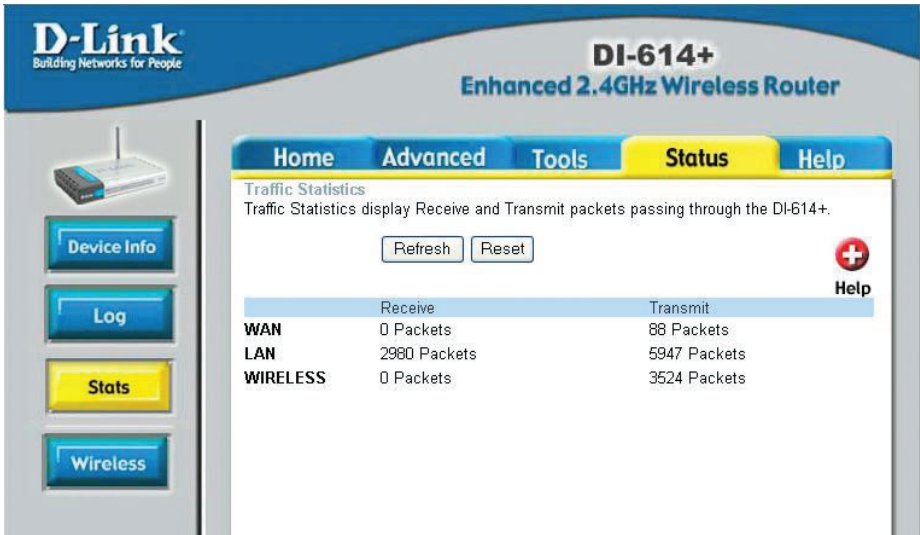 D-Link
Building Networks for People
DI-614+
Enhanced 2.4GHz Wireless Router
Home Advanced Tools Status Help
Device Info
Log
Stats
Wireless
Traffic Statistics
Traffic Statistics display Receive and Transmit packets passing through the DI-614+.
Refresh Reset
Help
Receive Transmit
WAN 0 Packets 88 Packets
LAN 2980 Packets 5947 Packets
WIRELESS 0 Packets 3524 Packets